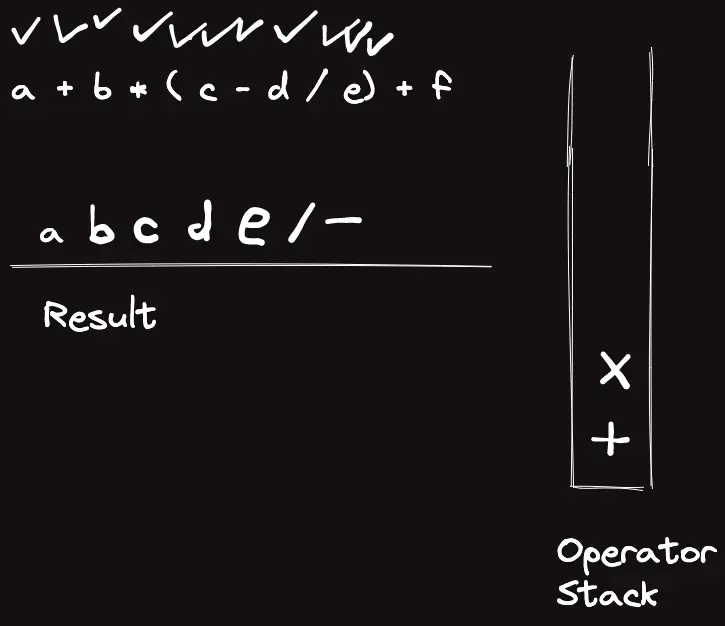 a + b * ( c - d / e) + f
a b c d e / -
Result
x
+
Operator
Stack